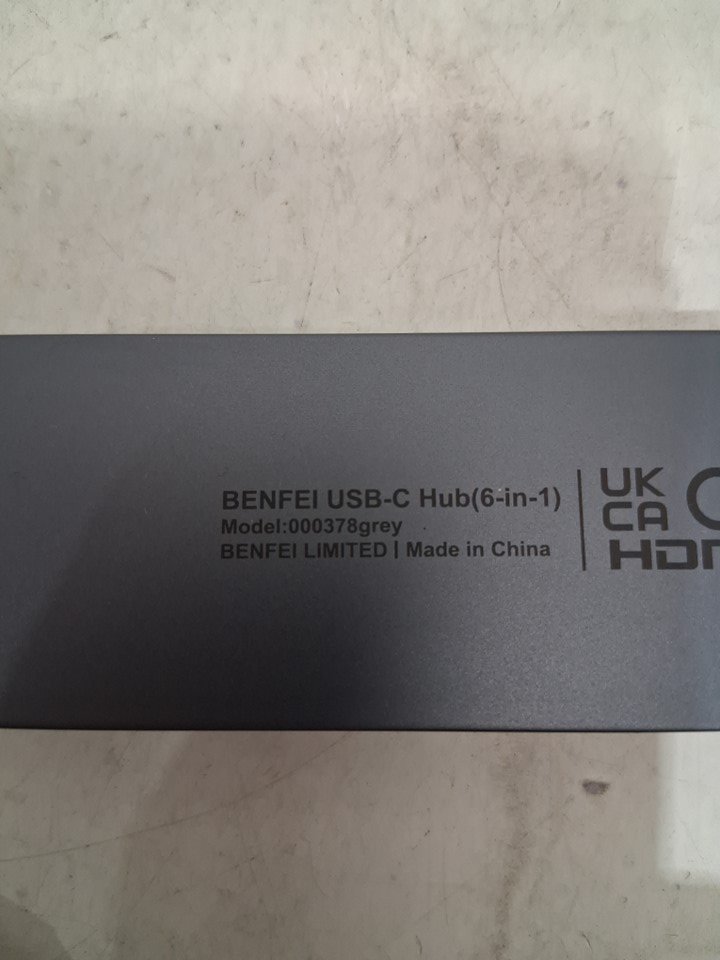 BENFEI USB-C Hub(6-in-1)
Model:000378grey
BENFEI LIMITED | Made in China
UK
CA